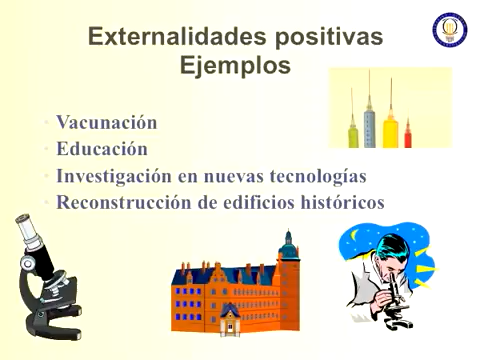 Externalidades positivas
Ejemplos
· Vacunación
· Educación
· Investigación en nuevas tecnologías
· Reconstrucción de edificios históricos